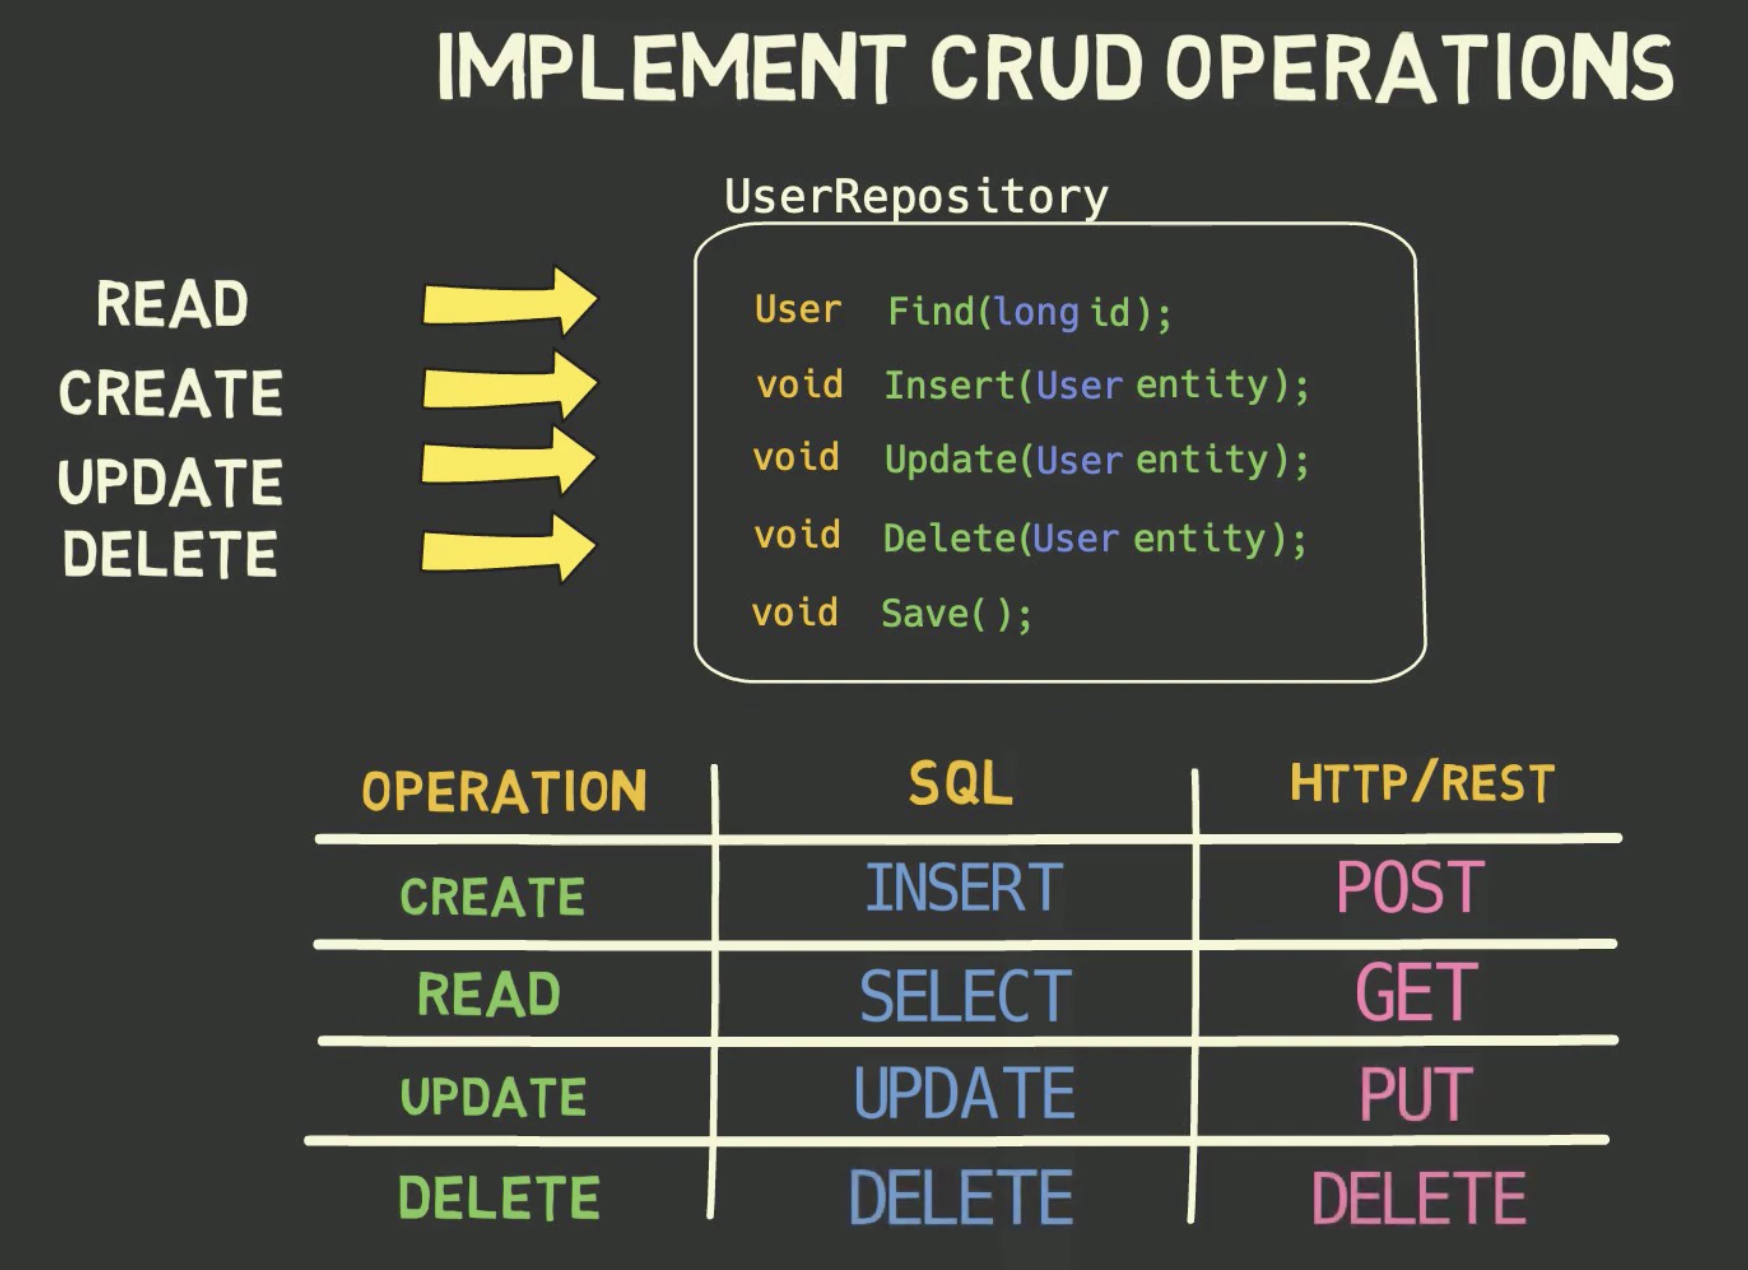 IMPLEMENT CRUD OPERATIONS
UserRepository
READ
User Find(long id);
CREATE
void Insert(User entity);
UPDATE
void Update(User entity);
DELETE
void Delete(User entity);
void Save();
OPERATION SQL HTTP/REST
CREATE INSERT POST
READ SELECT GET
UPDATE UPDATE PUT
DELETE DELETE DELETE